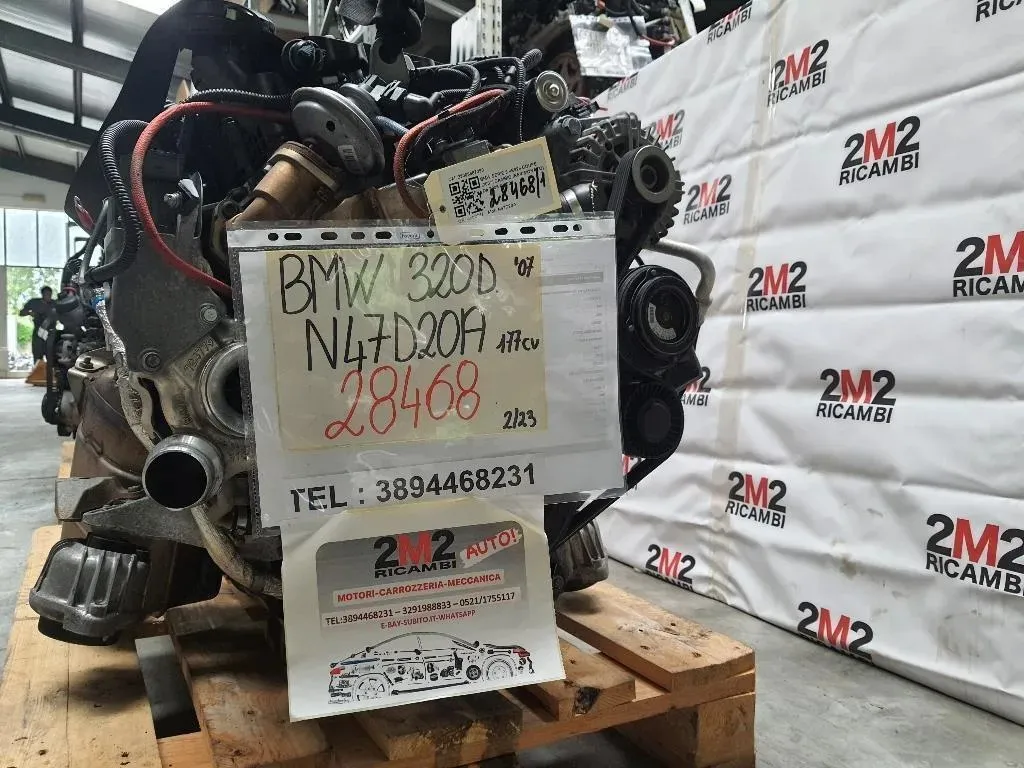 28468/1
BMW 320D '07
N47D20A 177CV
28468
2/23
TEL : 3894468231
2M2 AUTO!
RICAMBI
MOTORI-CARROZZERIA-MECCANICA
TEL:3894468231 - 3291988833 - 0521/1755117
E-BAY-SUBITO.IT-WHATSAPP
2M2
RICAMBI
2M2
RICAMBI
2M2
RICAMBI
2M2
RICAMBI
2M2
RICAMBI
2M2
RICAMBI
2M2
RICAMBI
2M2
RICAMBI
2M2
2M2
RICAMBI